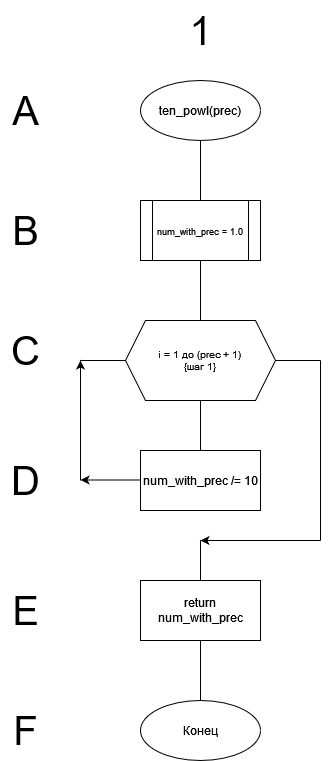 1
A
ten_powl(prec)
B
num_with_prec = 1.0
C
i = 1 до (prec + 1)
{шаг 1}
D
num_with_prec /= 10
E
return
num_with_prec
F
Конец